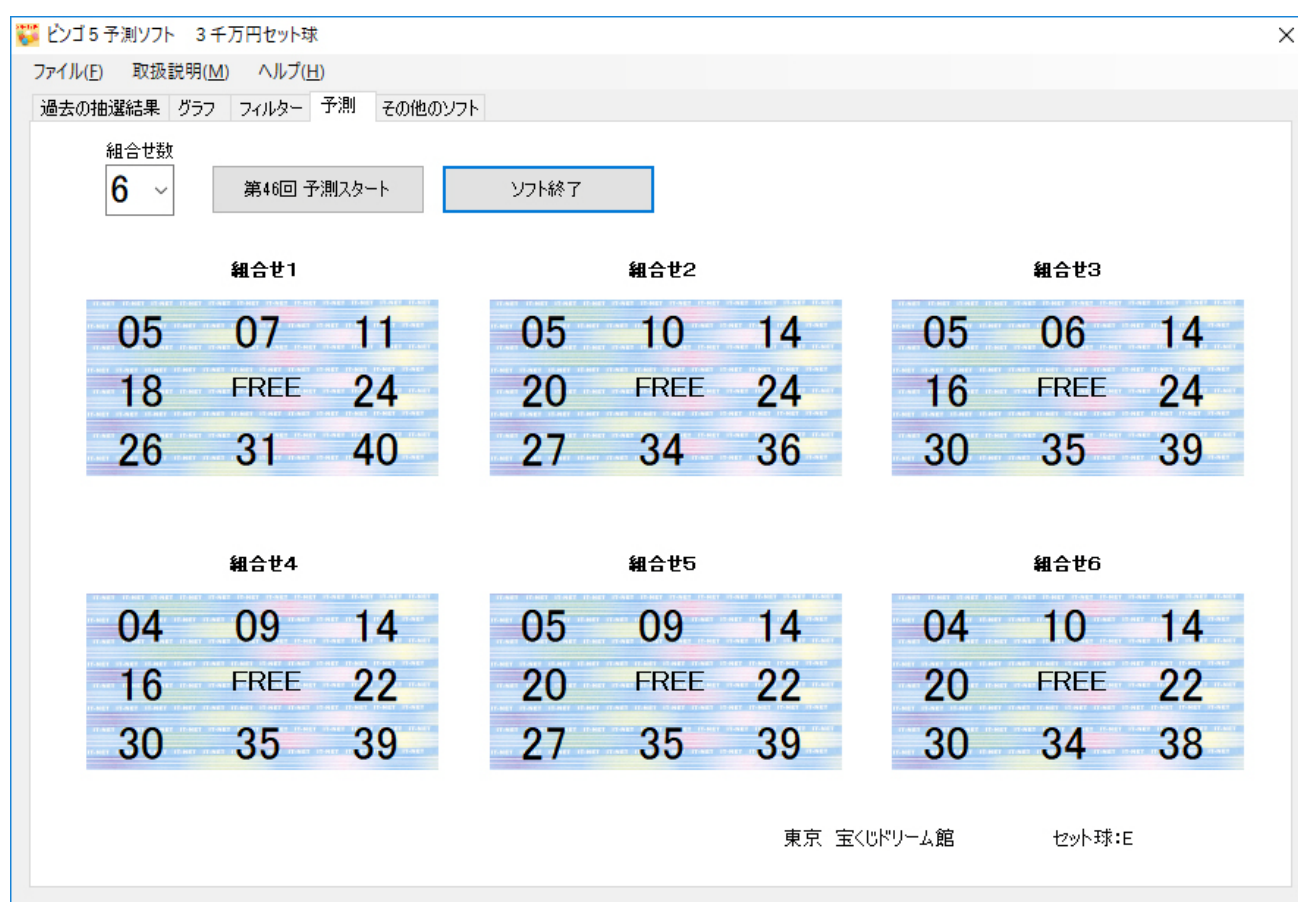 ビンゴ5予測ソフト 3千万円セット球
ファイル(F) 取扱説明(M) ヘルプ(H)
過去の抽選結果 グラフ フィルター 予測 その他のソフト
組合せ数
6 第46回 予測スタート ソフト終了
組合せ1 組合せ2 組合せ3
05 07 11 05 10 14 05 06 14
18 FREE 24 20 FREE 24 16 FREE 24
26 31 40 27 34 36 30 35 39
組合せ4 組合せ5 組合せ6
04 09 14 05 09 14 04 10 14
16 FREE 22 20 FREE 22 20 FREE 22
30 35 39 27 35 39 30 34 38
東京 宝くじドリーム館 セット球:E